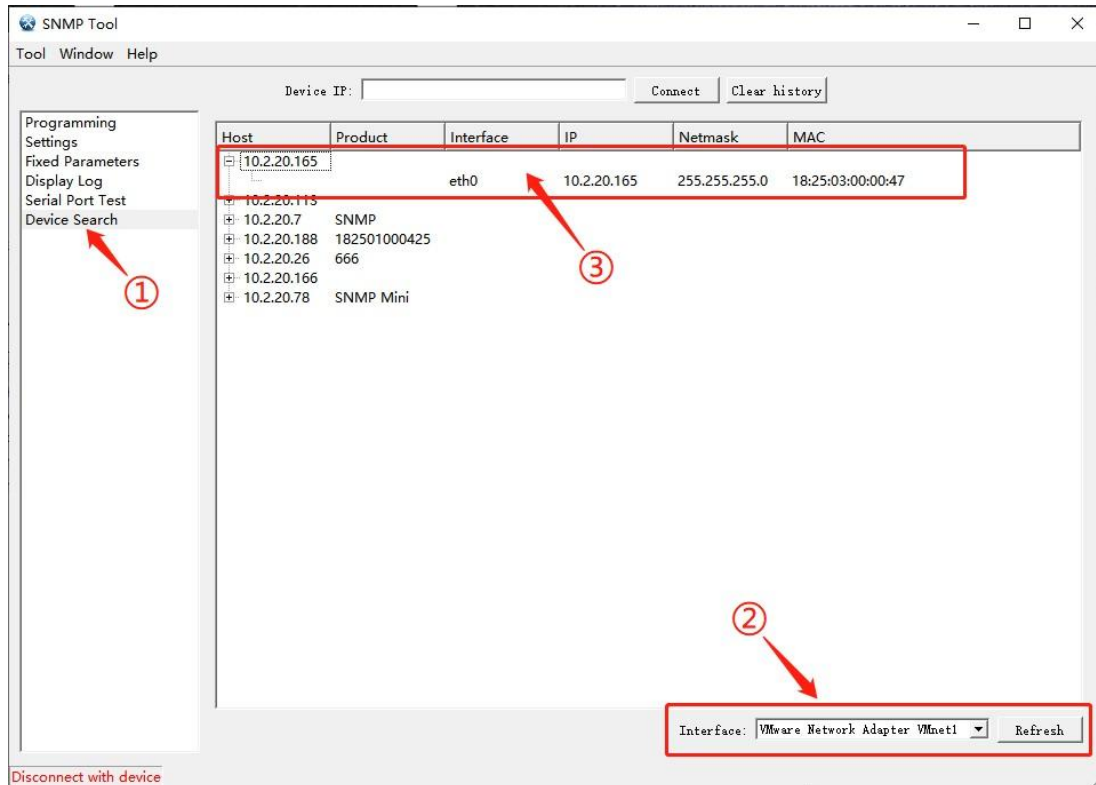 SNMP Tool
Tool Window Help
Device IP: Connect Clear history
Programming
Settings
Fixed Parameters
Display Log
Serial Port Test
Device Search
Host Product Interface IP Netmask MAC
10.2.20.165
eth0 10.2.20.165 255.255.255.0 18:25:03:00:00:47
10.2.20.115
10.2.20.7 SNMP
10.2.20.188 182501000425
10.2.20.26 666
10.2.20.166
10.2.20.78 SNMP Mini
①
③
②
Interface: VMware Network Adapter VMnet1 Refresh
Disconnect with device